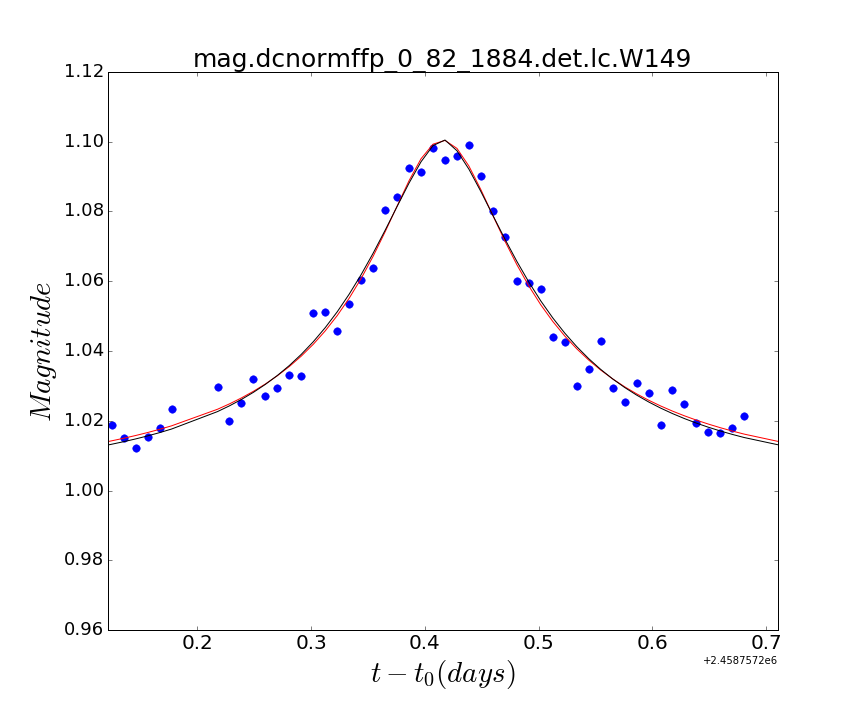 mag.dcnormffp_0_82_1884.det.lc.W149
1.12
1.10
1.08
1.06
1.04
1.02
1.00
0.98
0.96
Magnitude
0.2 0.3 0.4 0.5 0.6 0.7
+2.4587572e6
t − t₀(days)